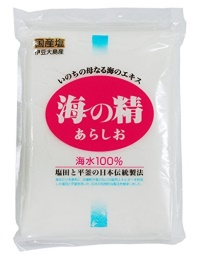 国産塩
伊豆大島産
いのちの母なる海のエキス
海の精
あらしお
海水100%
塩田と平釜の日本伝統製法